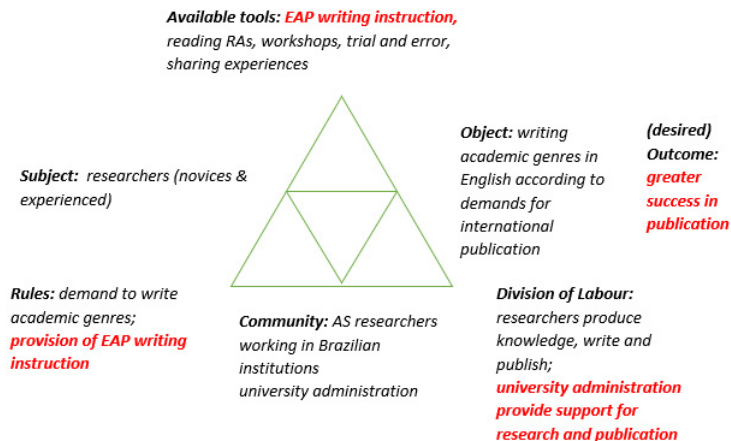 Available tools: EAP writing instruction,
reading RAs, workshops, trial and error,
sharing experiences
Subject: researchers (novices &
experienced)
Object: writing
academic genres in
English according to
demands for
international
publication
(desired)
Outcome:
greater
success in
publication
Rules: demand to write
academic genres;
provision of EAP writing
instruction
Community: AS researchers
working in Brazilian
institutions
university administration
Division of Labour:
researchers produce
knowledge, write and
publish;
university administration
provide support for
research and publication